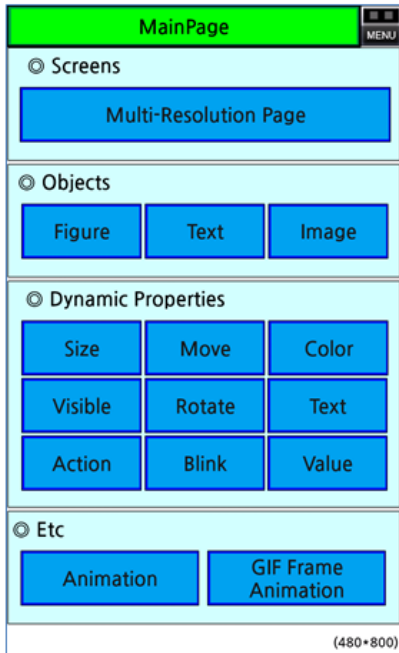 MainPage
MENU
◎ Screens
Multi-Resolution Page
◎ Objects
Figure Text Image
◎ Dynamic Properties
Size Move Color
Visible Rotate Text
Action Blink Value
◎ Etc
Animation
GIF Frame
Animation
(480*800)